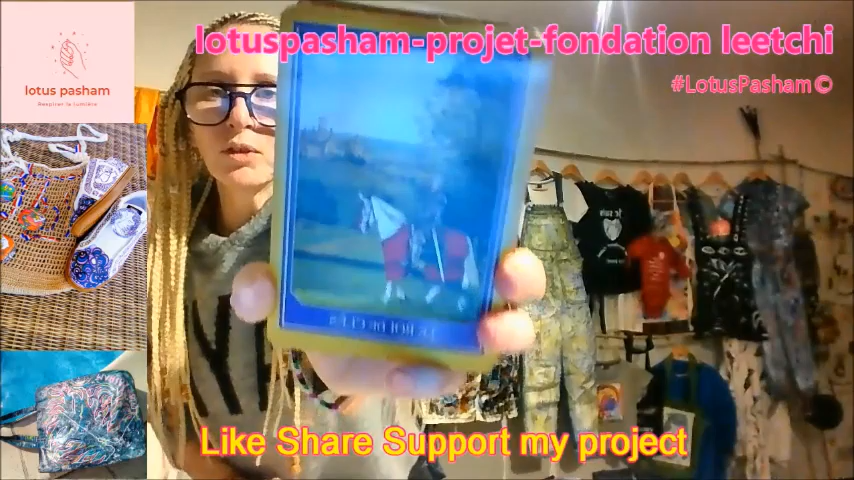 lotuspasham-projet-fondation leetchi
#LotusPasham©
lotus pasham
Respirer la lumière
Like Share Support my project